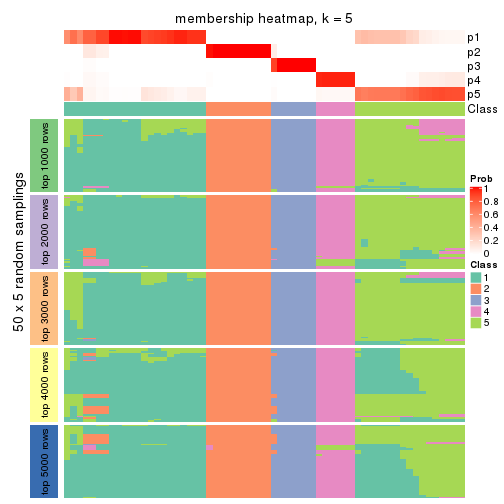 membership heatmap, k = 5
p1
p2
p3
p4
p5
Class
50 x 5 random samplings
top 1000 rows
top 2000 rows
top 3000 rows
top 4000 rows
top 5000 rows
Prob
1
0.8
0.6
0.4
0.2
0
Class
1
2
3
4
5